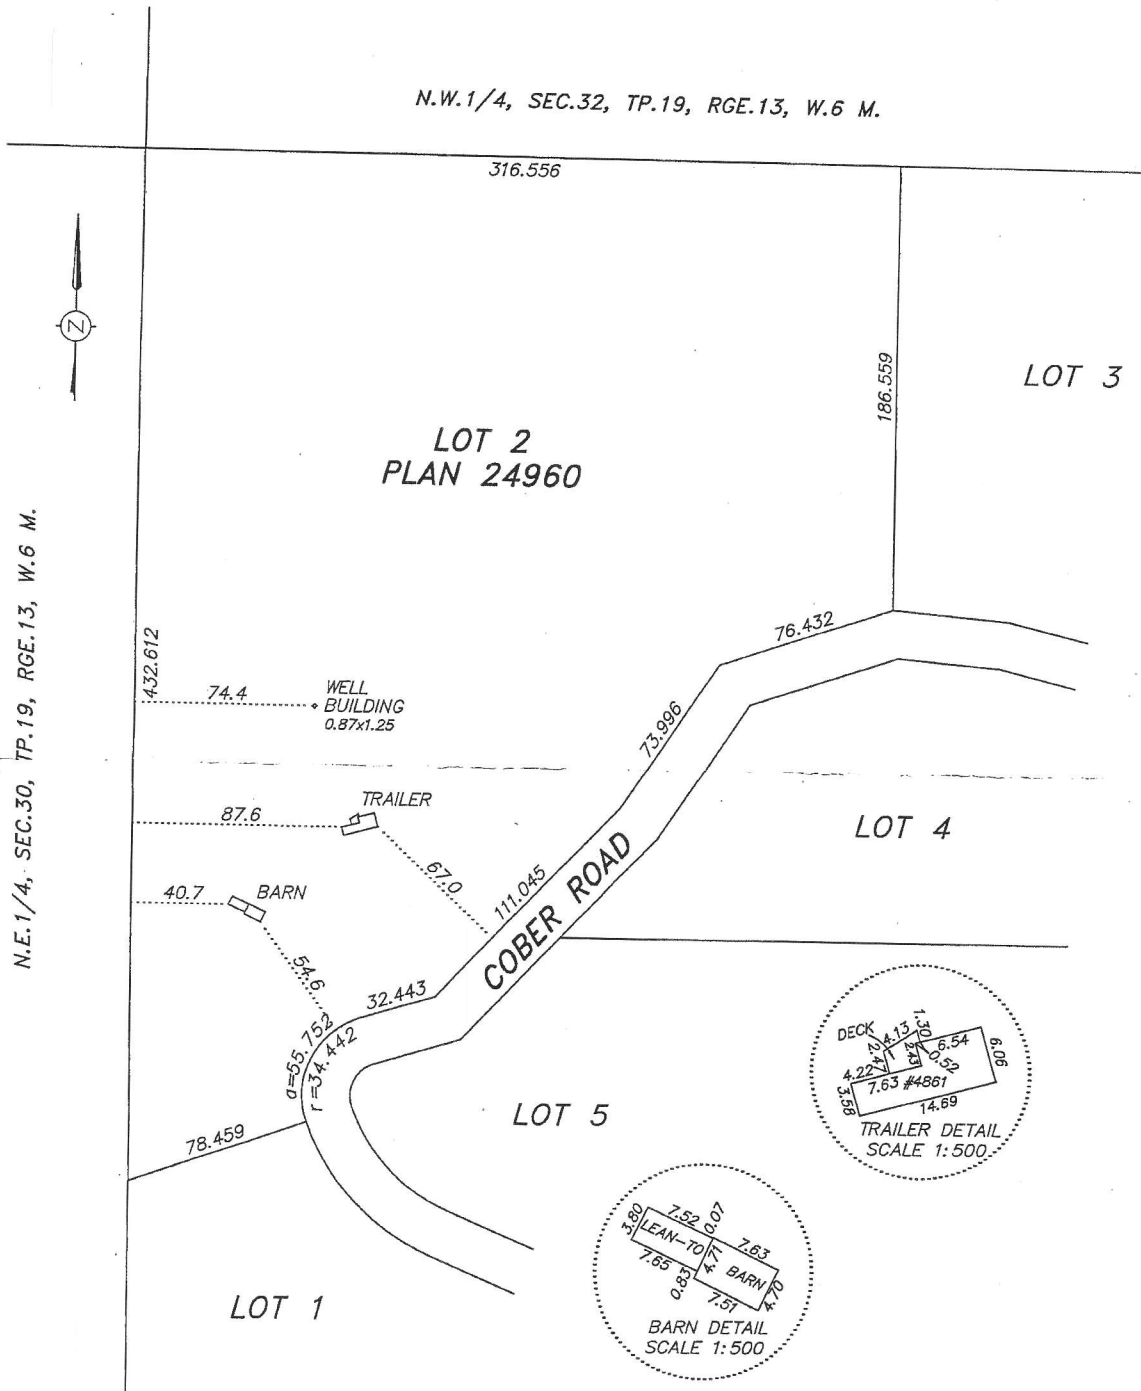 N.W.1/4, SEC.32, TP.19, RGE.13, W.6 M.
316.556
Z
186.559
LOT 3
LOT 2
PLAN 24960
N.E.1/4, SEC.30, TP.19, RGE.13, W.6 M.
432.612
76.432
74.4
WELL
BUILDING
0.87x1.25
73.996
87.6
TRAILER
67.0
LOT 4
40.7
BARN
54.6
111.045
COBER ROAD
32.443
a=55.752
r=34.442
78.459
LOT 5
DECK
4.13
1.30
2.47
2.43
6.54
0.52
6.06
4.22
7.63
#4861
3.58
14.69
TRAILER DETAIL
SCALE 1:500
3.80
7.52
0.07
LEAN-TO
7.63
7.65
4.71
BARN
0.83
7.51
4.70
BARN DETAIL
SCALE 1:500
LOT 1